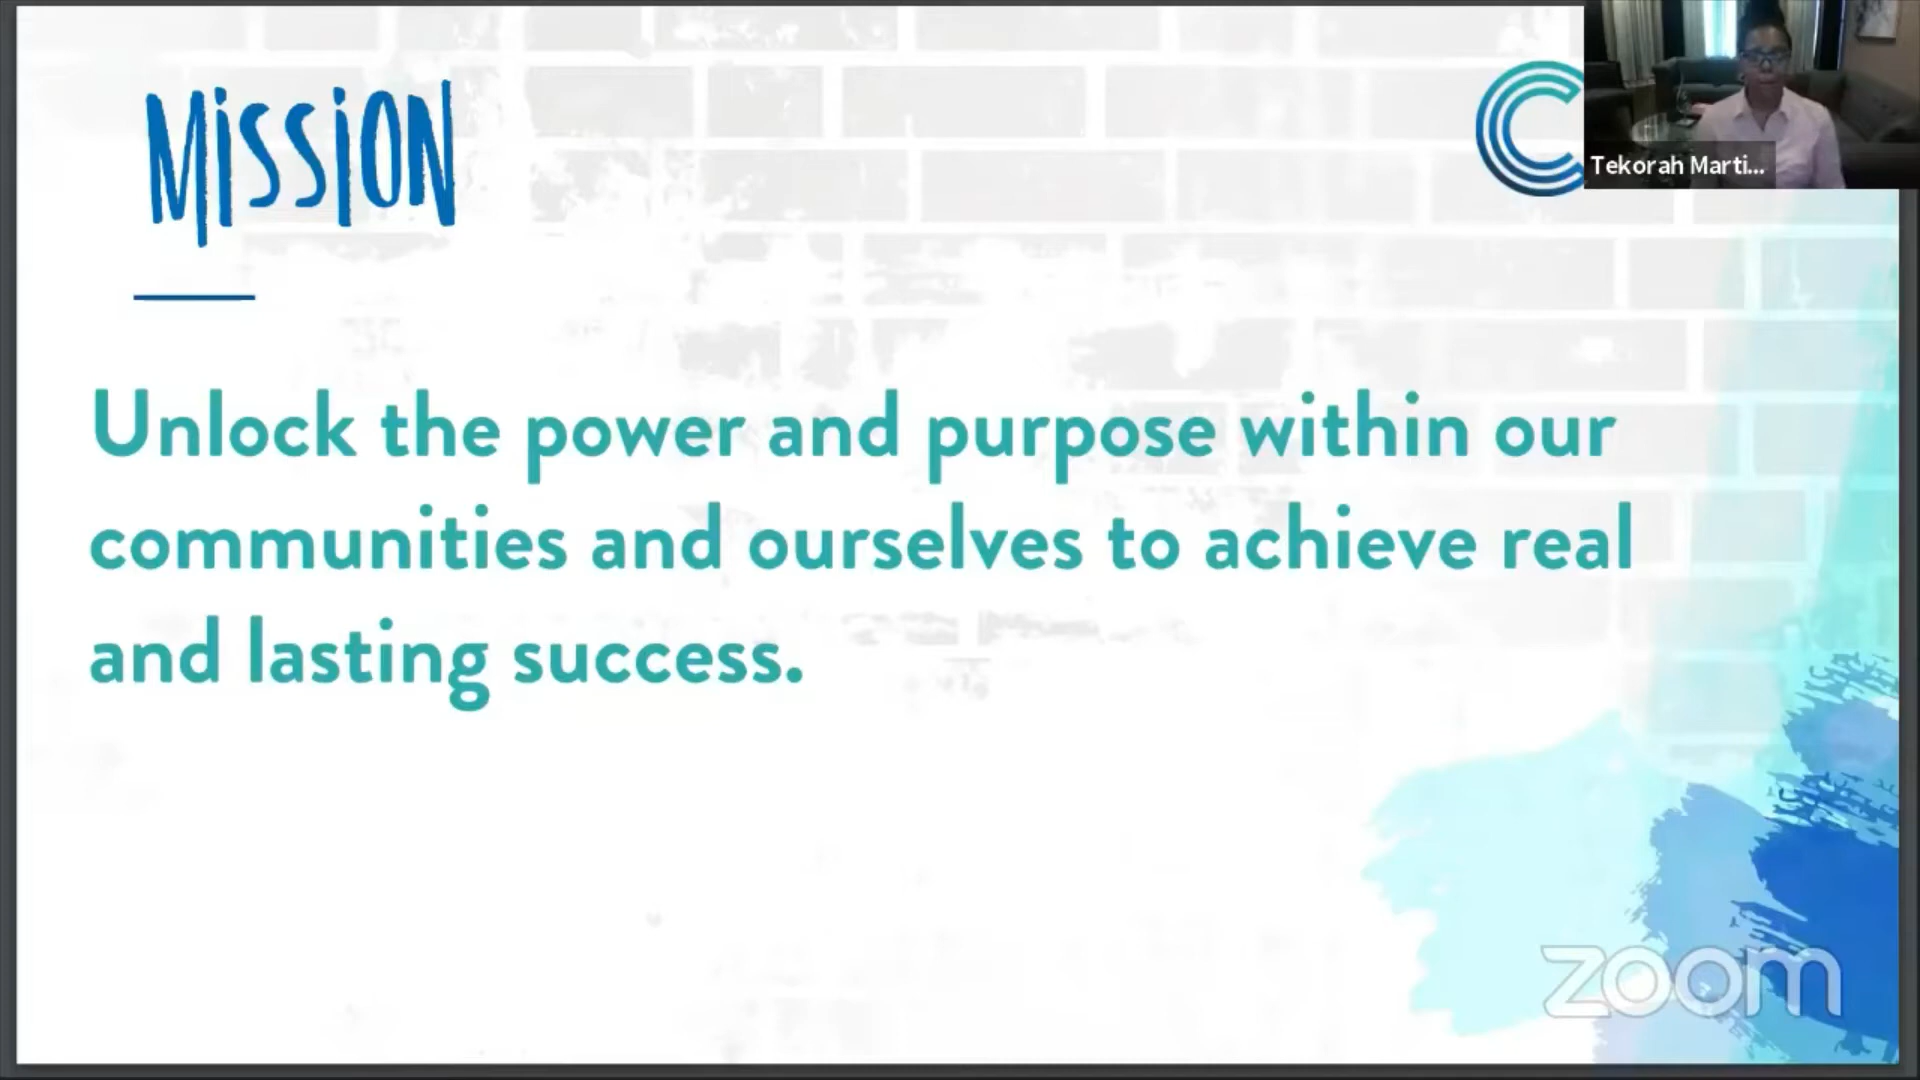 MiSSiON
Tekorah Marti...
Unlock the power and purpose within our
communities and ourselves to achieve real
and lasting success.
zoom